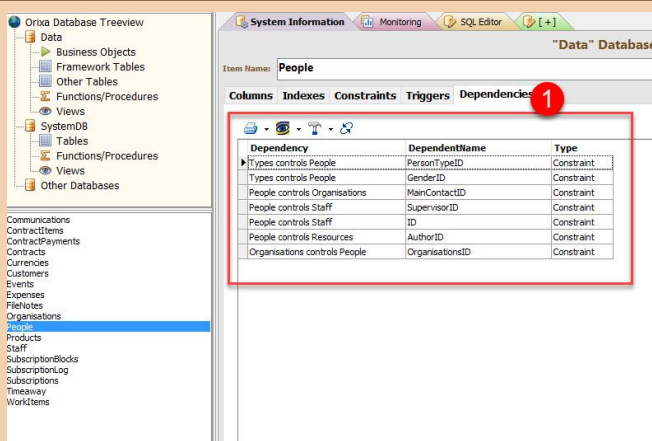 Orixa Database Treeview
Data
Business Objects
Framework Tables
Other Tables
Functions/Procedures
Views
SystemDB
Tables
Functions/Procedures
Views
Other Databases
Communications
ContractItems
ContractPayments
Contracts
Currencies
Customers
Events
Expenses
FileNotes
Organisations
People
Products
Staff
SubscriptionBlocks
SubscriptionLog
Subscriptions
Timeaway
WorkItems
System Information Monitoring SQL Editor [+]
"Data" Database
Item Name: People
Columns Indexes Constraints Triggers Dependencies 1
Dependency DependentName Type
Types controls People PersonTypeID Constraint
Types controls People GenderID Constraint
People controls Organisations MainContactID Constraint
People controls Staff SupervisorID Constraint
People controls Staff ID Constraint
People controls Resources AuthorID Constraint
Organisations controls People OrganisationsID Constraint